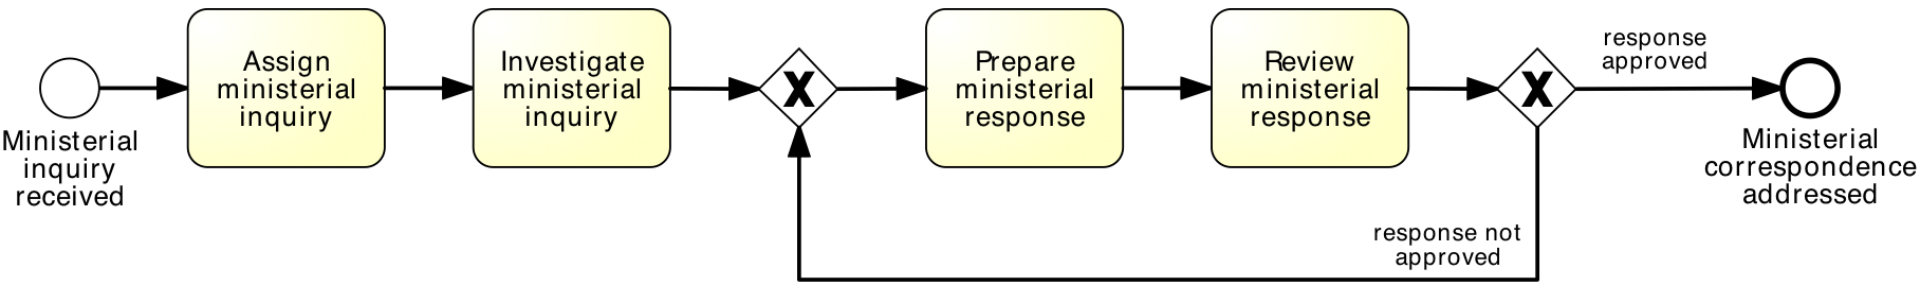 Ministerial
inquiry
received
Assign
ministerial
inquiry
Investigate
ministerial
inquiry
X
Prepare
ministerial
response
Review
ministerial
response
X
response
approved
response not
approved
Ministerial
correspondence
addressed